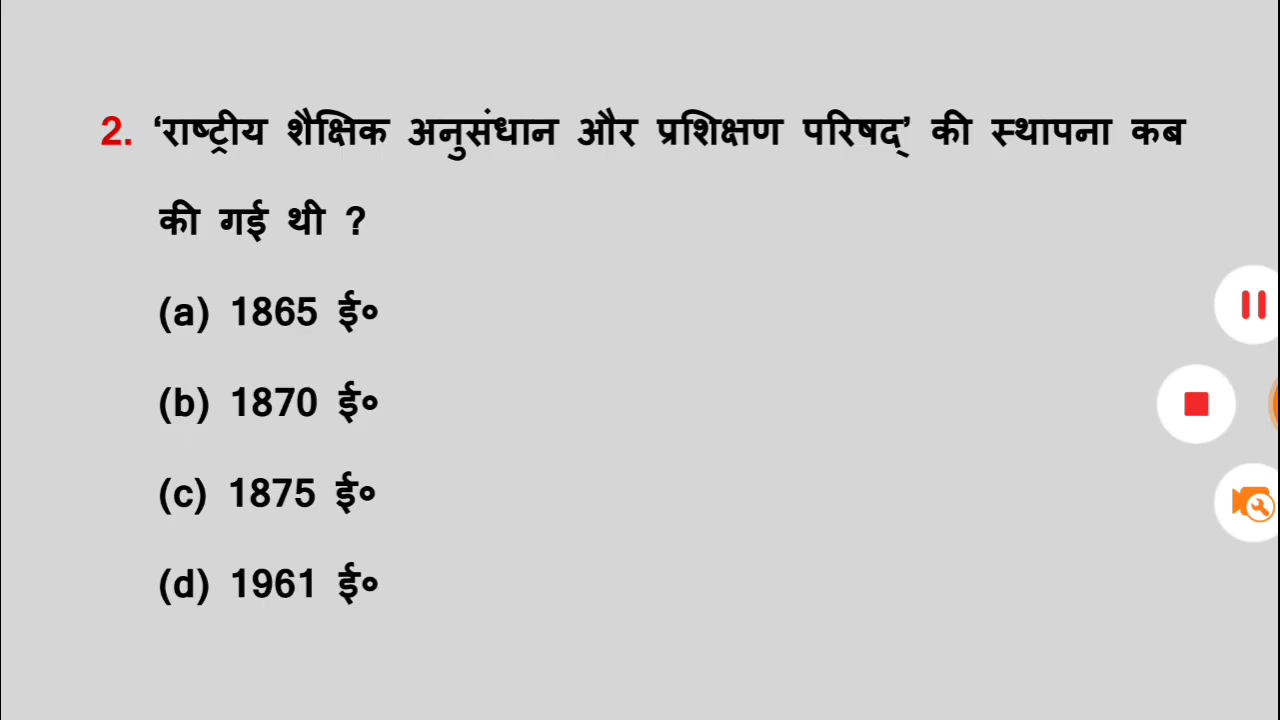 2. ‘राष्ट्रीय शैक्षिक अनुसंधान और प्रशिक्षण परिषद्’ की स्थापना कब
की गई थी ?
(a) 1865 ई०
(b) 1870 ई०
(c) 1875 ई०
(d) 1961 ई०